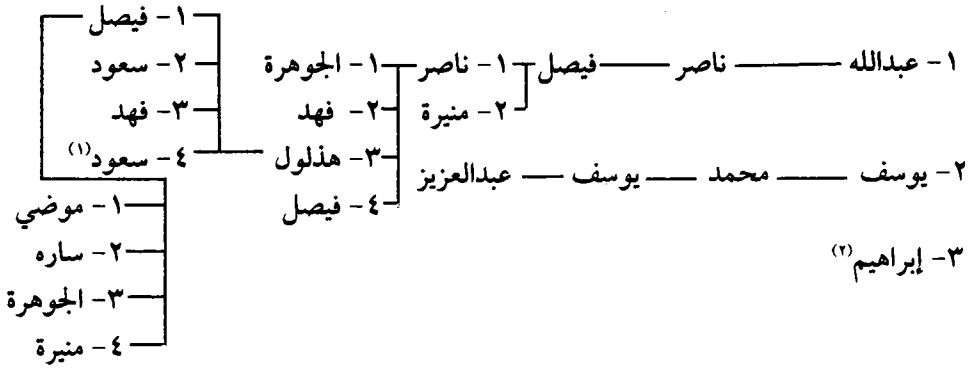 ١- عبدالله ناصر فيصل ١- ناصر ١- الجوهرة ١- فيصل
٢- منيرة ٢- فهد ٢- سعود
٣- هذلول ٣- فهد
٤- فيصل ٤- سعود(١)
٢- يوسف محمد يوسف عبدالعزيز
١- موضي
٢- ساره
٣- إبراهيم(٢)
٣- الجوهرة
٤- منيرة